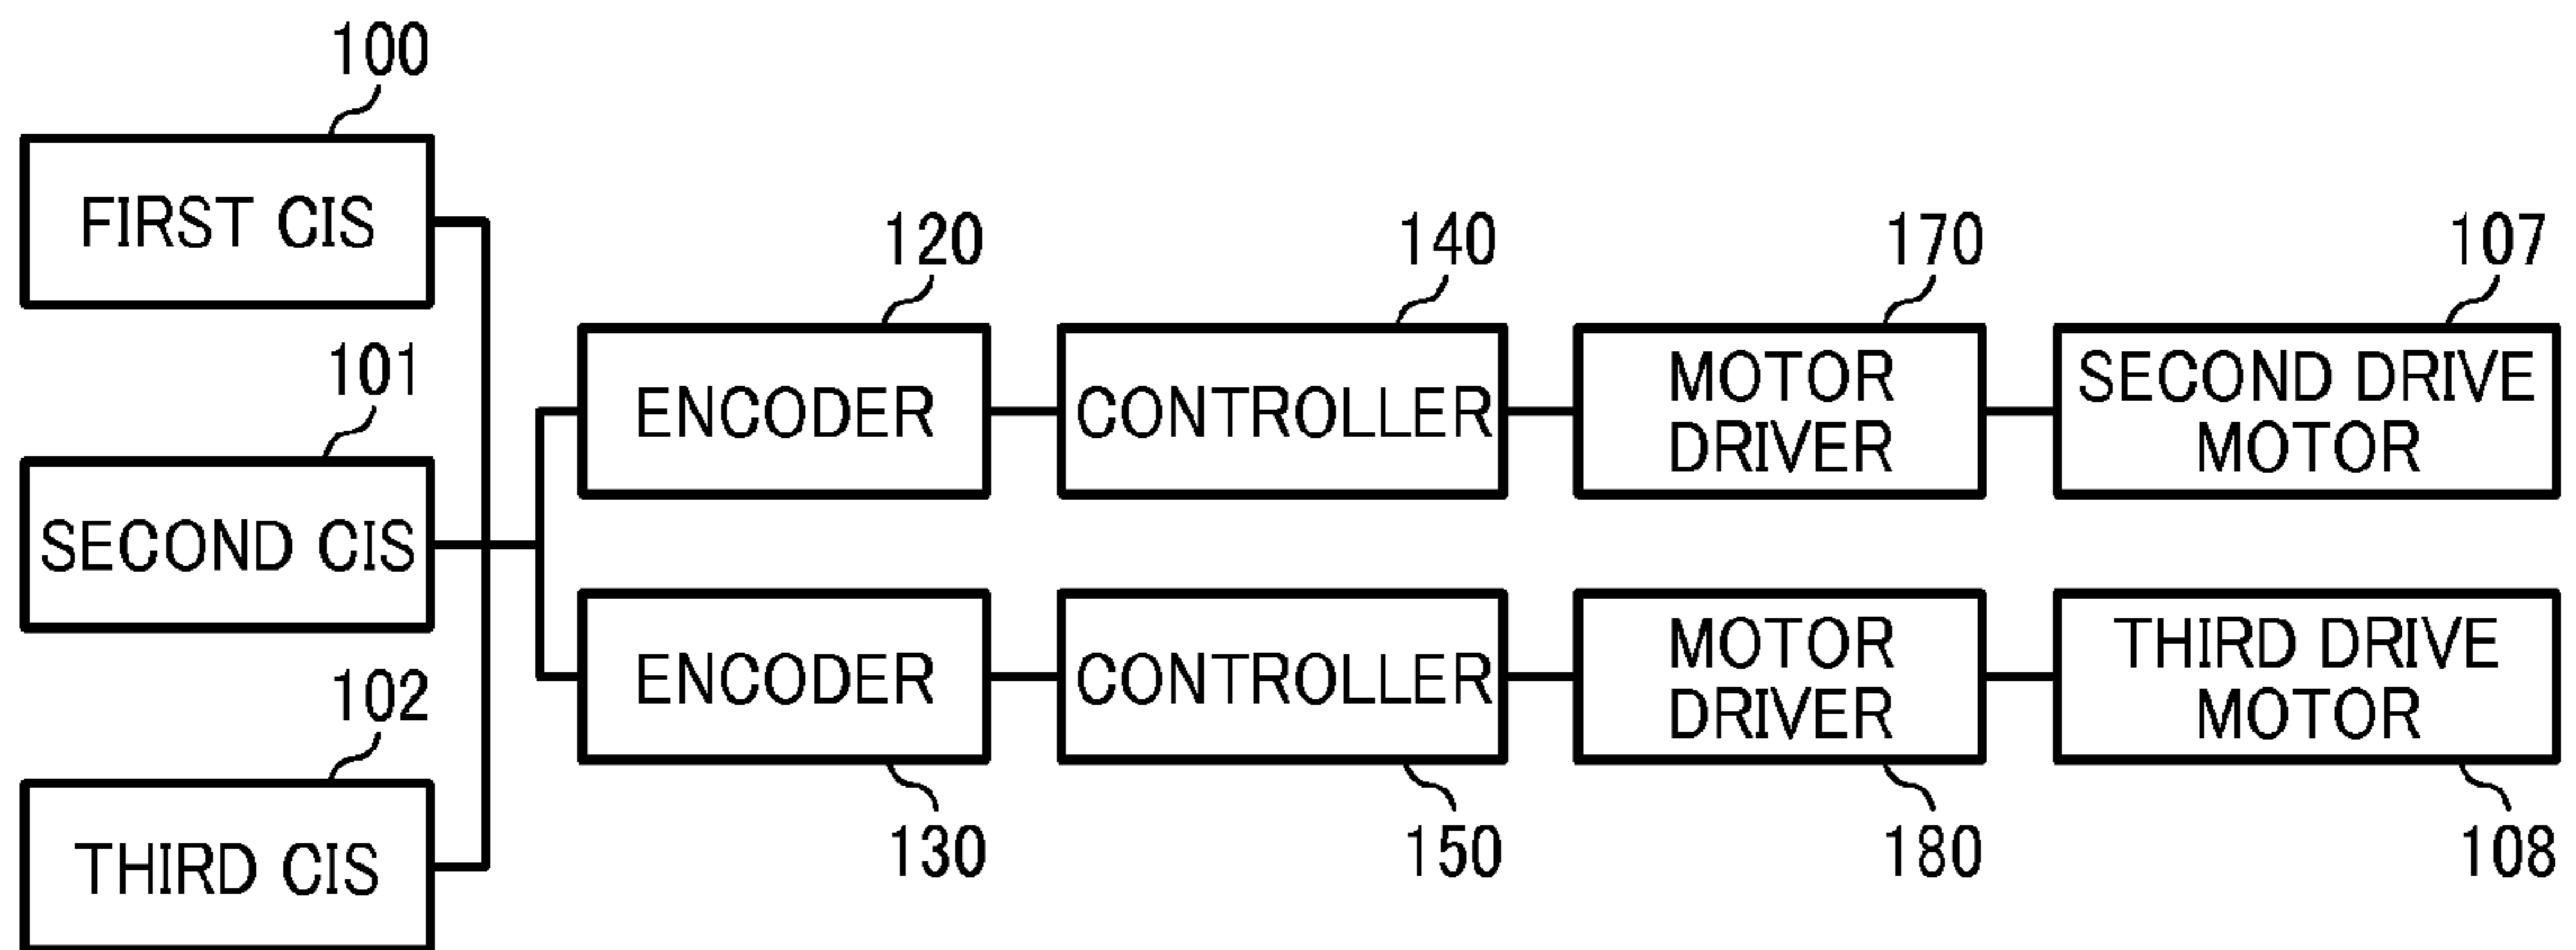 100
FIRST CIS
120
140
170
107
101
ENCODER
CONTROLLER
MOTOR
DRIVER
SECOND DRIVE
MOTOR
SECOND CIS
102
ENCODER
CONTROLLER
MOTOR
DRIVER
THIRD DRIVE
MOTOR
THIRD CIS
130
150
180
108